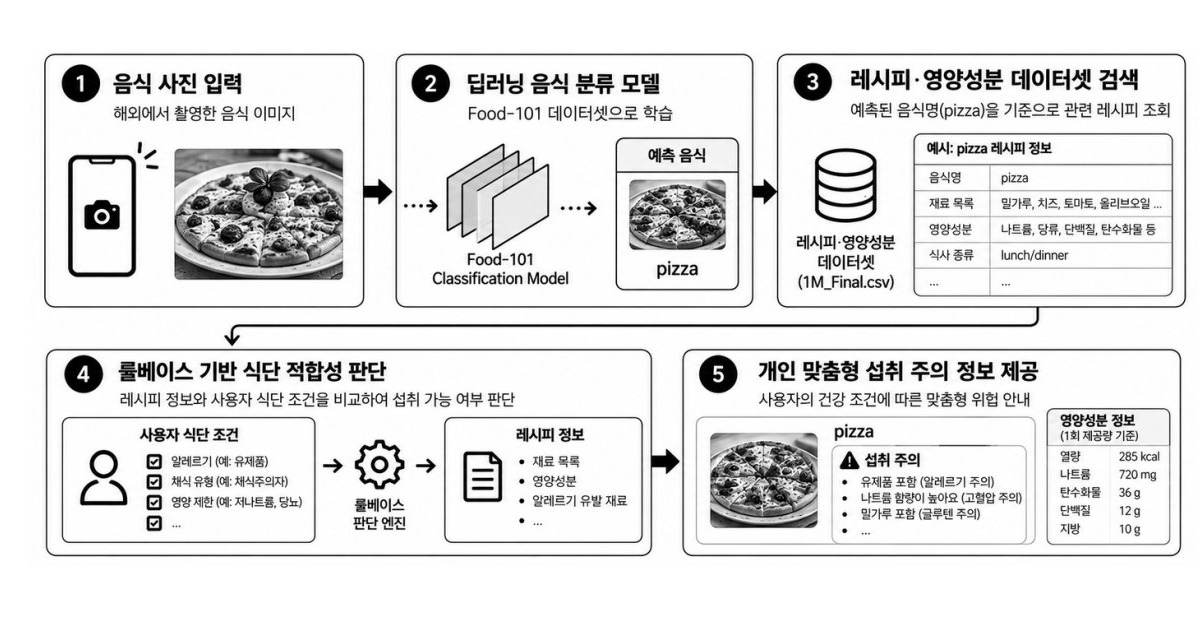 1 음식 사진 입력
해외에서 촬영한 음식 이미지
2 딥러닝 음식 분류 모델
Food-101 데이터셋으로 학습
Food-101
Classification Model
예측 음식
pizza
3 레시피·영양성분 데이터셋 검색
예측된 음식명(pizza)을 기준으로 관련 레시피 조회
레시피·영양성분
데이터셋
(1M_Final.csv)
예시: pizza 레시피 정보
음식명 pizza
재료 목록 밀가루, 치즈, 토마토, 올리브오일 ...
영양성분 나트륨, 당류, 단백질, 탄수화물 등
식사 종류 lunch/dinner
... ...
4 룰베이스 기반 식단 적합성 판단
레시피 정보와 사용자 식단 조건을 비교하여 섭취 가능 여부 판단
사용자 식단 조건
알레르기 (예: 유제품)
채식 유형 (예: 채식주의자)
영양 제한 (예: 저나트륨, 당뇨)
...
룰베이스
판단 엔진
레시피 정보
• 재료 목록
• 영양성분
• 알레르기 유발 재료
• ...
5 개인 맞춤형 섭취 주의 정보 제공
사용자의 건강 조건에 따른 맞춤형 위험 안내
pizza
섭취 주의
• 유제품 포함 (알레르기 주의)
• 나트륨 함량이 높아요 (고혈압 주의)
• 밀가루 포함 (글루텐 주의)
• ...
영양성분 정보
(1회 제공량 기준)
열량 285 kcal
나트륨 720 mg
탄수화물 36 g
단백질 12 g
지방 10 g